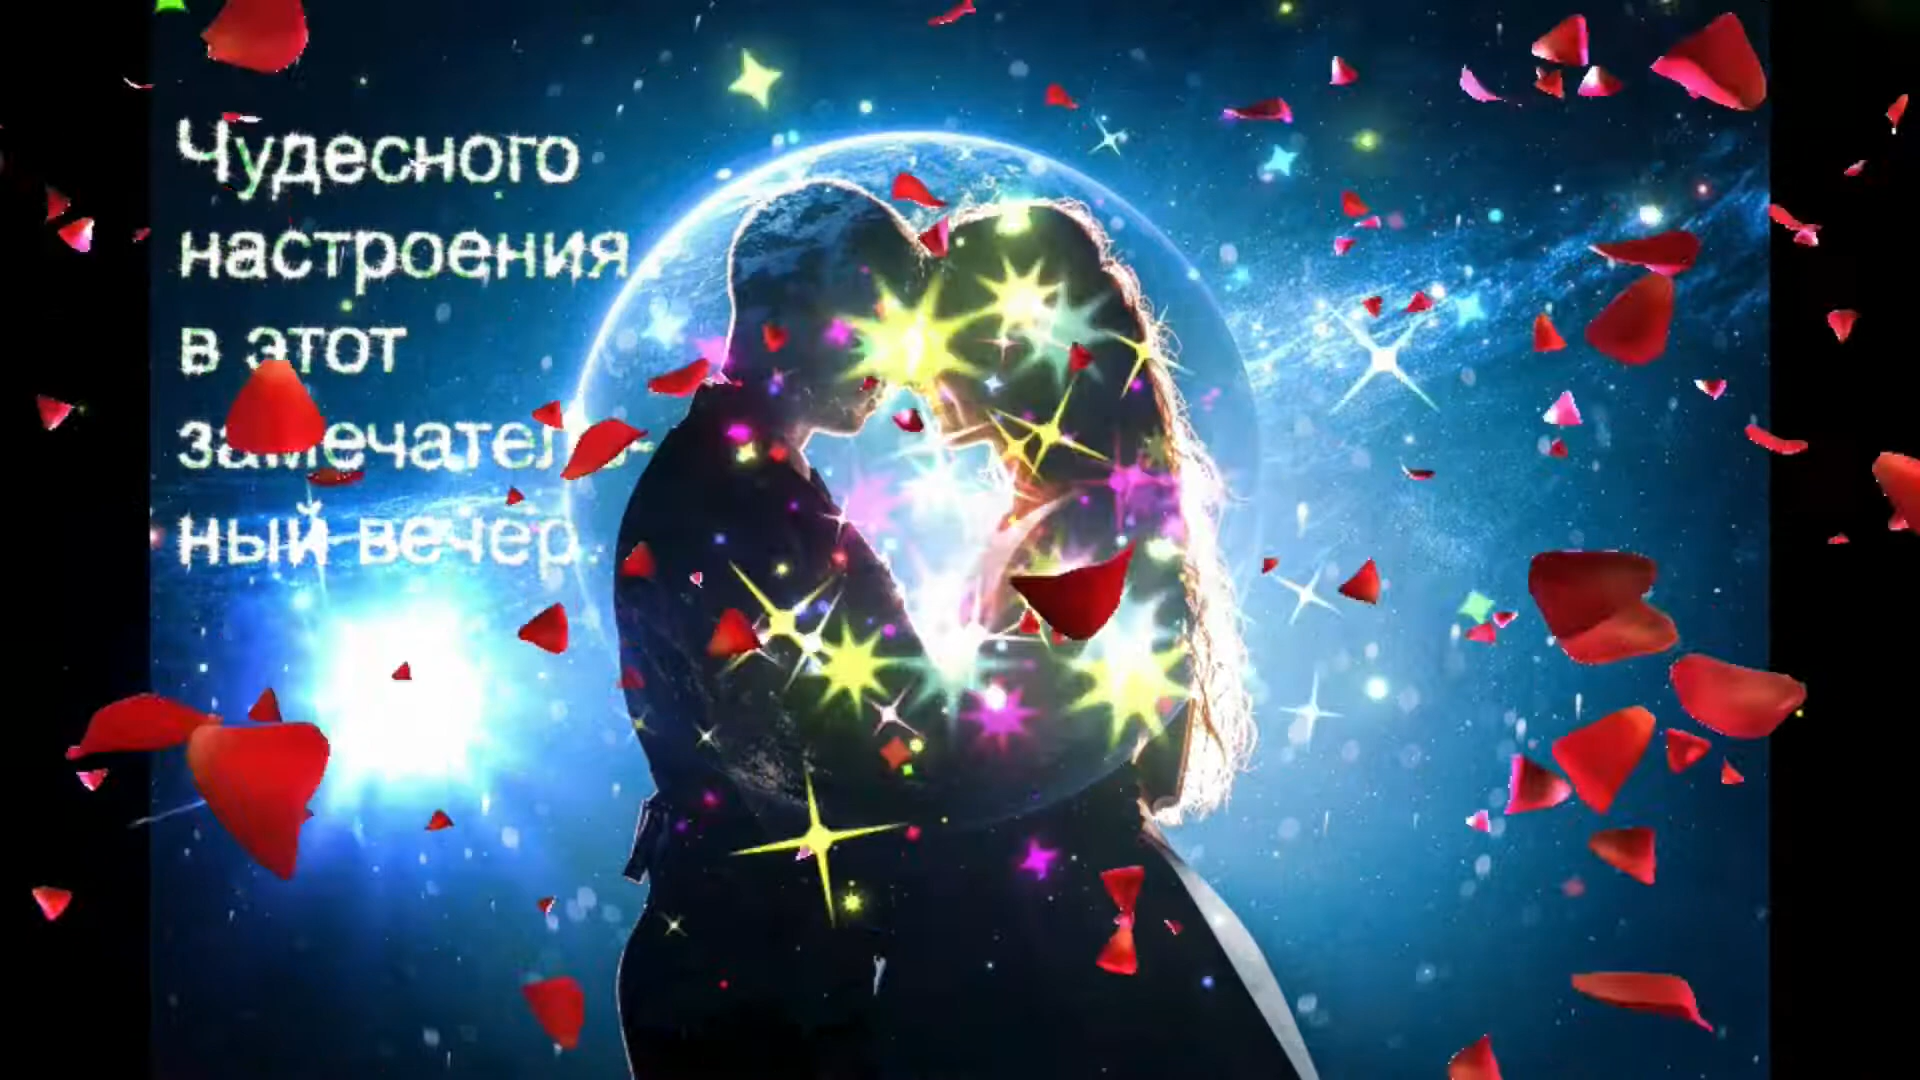 Чудесного
настроения
в этот
замечатель-
ный вечер.